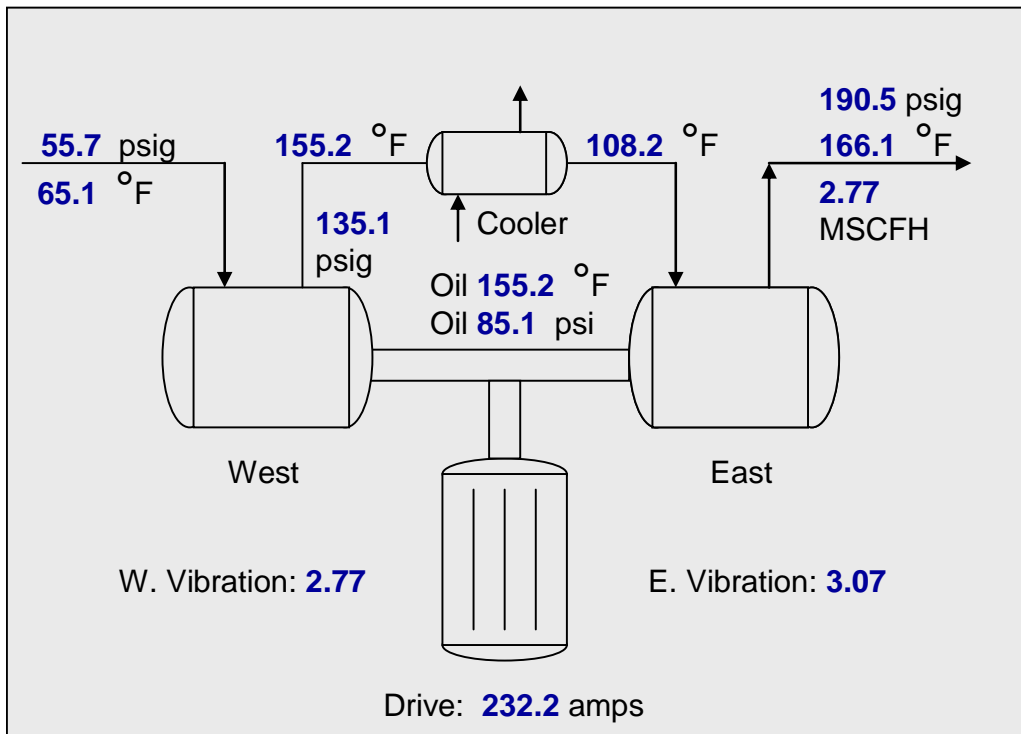 55.7 psig
65.1 °F
155.2 °F
135.1
psig
108.2 °F
190.5 psig
166.1 °F
2.77
MSCFH
Cooler
Oil 155.2 °F
Oil 85.1 psi
West
East
W. Vibration: 2.77
E. Vibration: 3.07
Drive: 232.2 amps